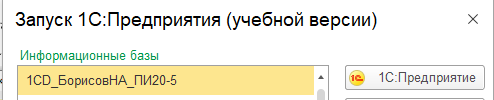 Запуск 1С:Предприятия (учебной версии)
Информационные базы
1CD_БорисовНА_ПИ20-5
1С:Предприятие